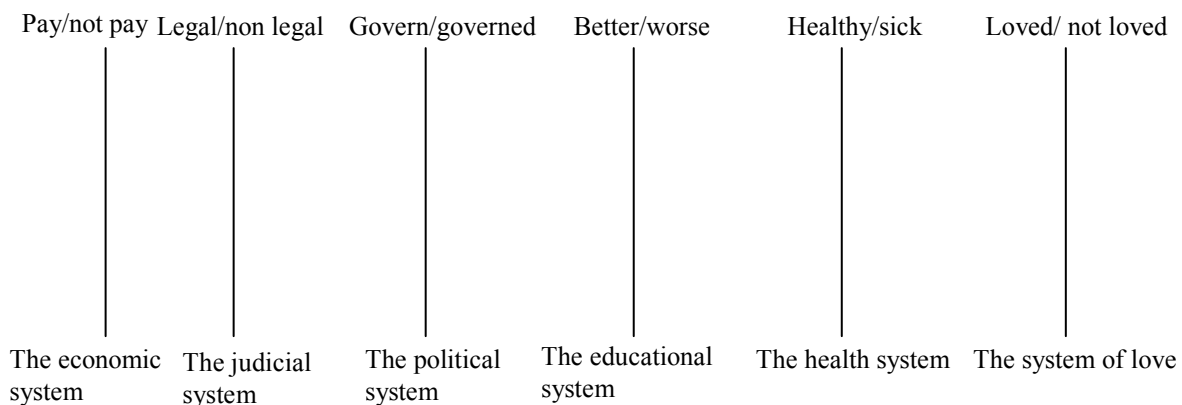 Pay/not pay Legal/non legal Govern/governed Better/worse Healthy/sick Loved/ not loved
The economic system
The judicial system
The political system
The educational system
The health system
The system of love